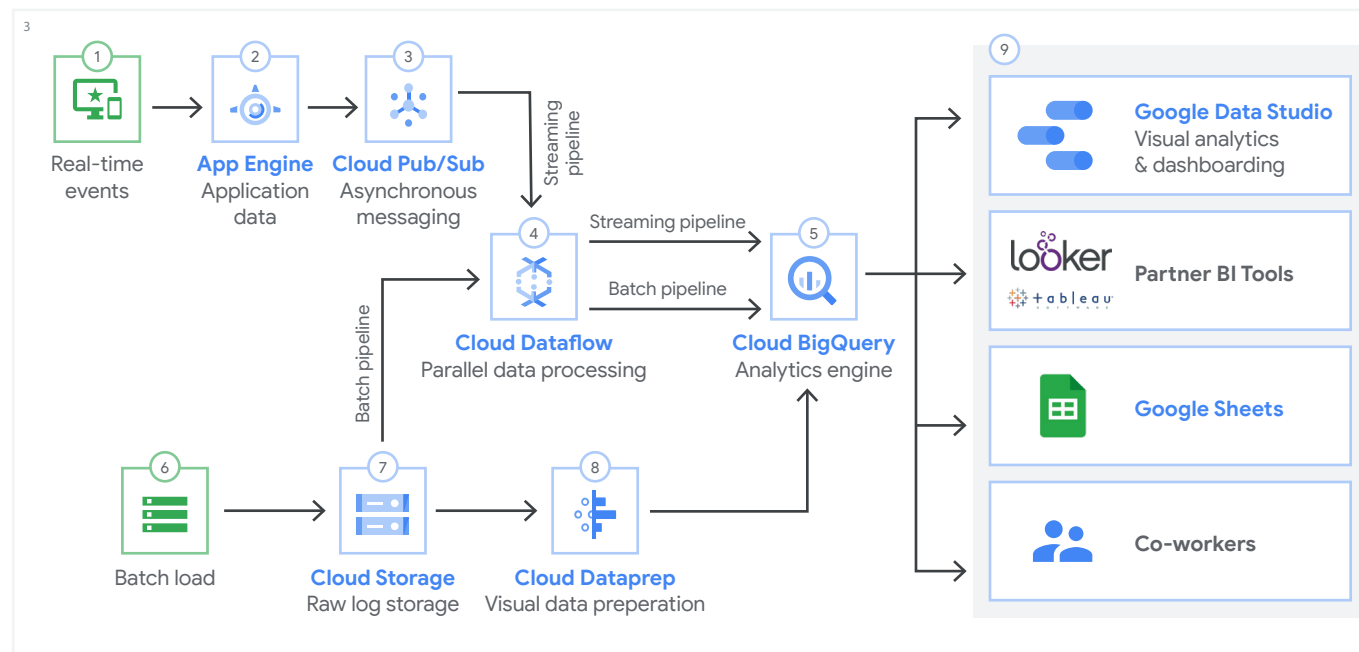 3
1
Real-time
events
2
App Engine
Application
data
3
Cloud Pub/Sub
Asynchronous
messaging
Streaming
pipeline
4
Cloud Dataflow
Parallel data processing
Streaming pipeline
Batch pipeline
5
Cloud BigQuery
Analytics engine
Batch pipeline
6
Batch load
7
Cloud Storage
Raw log storage
8
Cloud Dataprep
Visual data preperation
9
Google Data Studio
Visual analytics
& dashboarding
looker
+ableau
SOFTWARE
Partner BI Tools
Google Sheets
Co-workers